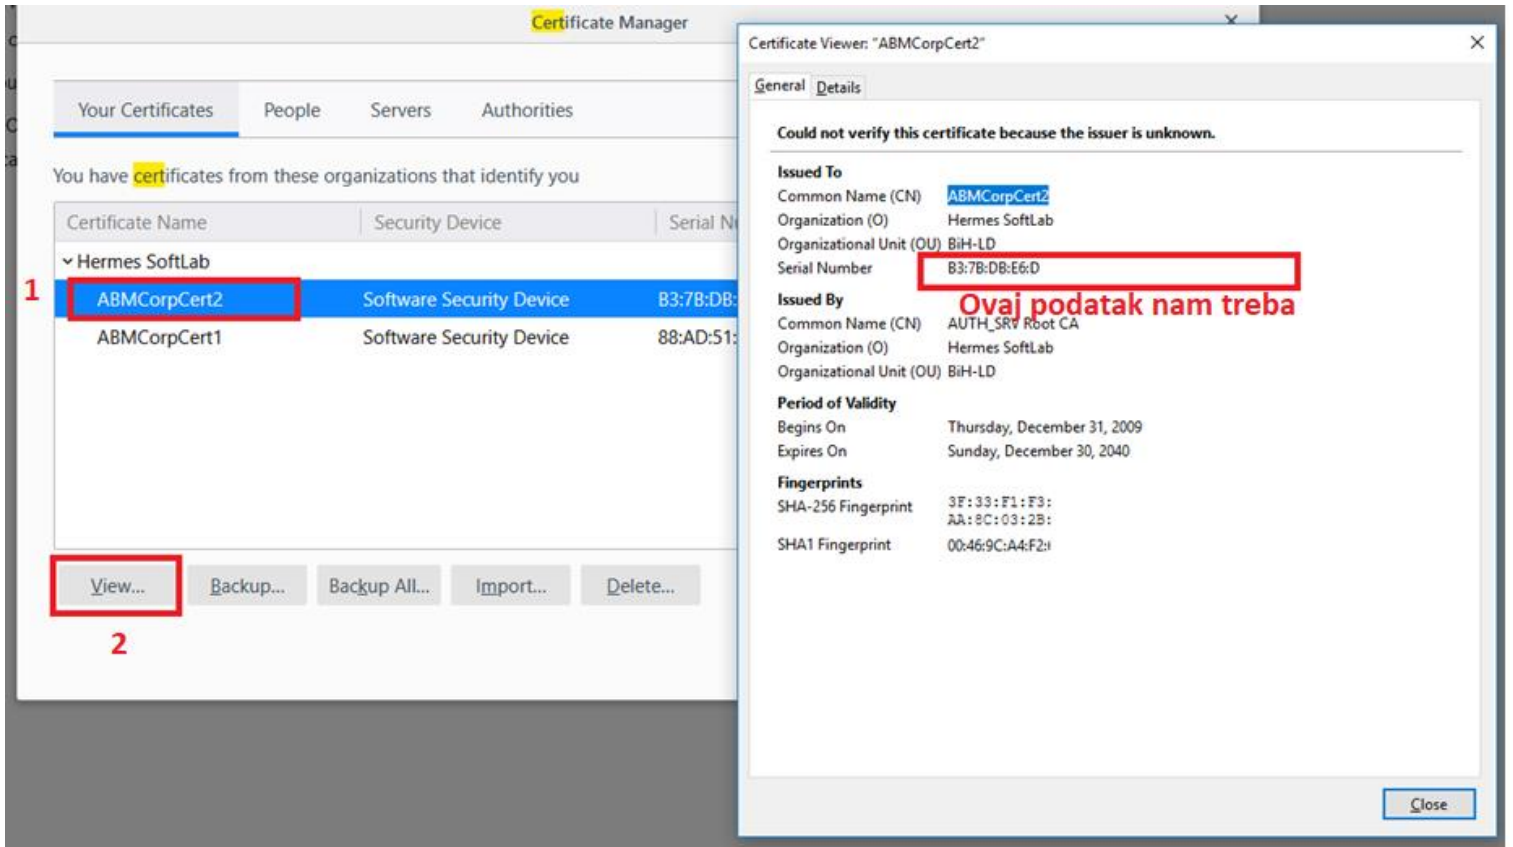 Certificate Manager
Your Certificates People Servers Authorities
You have certificates from these organizations that identify you
Certificate Name Security Device Serial
Hermes SoftLab
1
ABMCorpCert2 Software Security Device B3:7B:DB:
ABMCorpCert1 Software Security Device 88:AD:51:
View... Backup... Backup All... Import... Delete...
2
Certificate Viewer: "ABMCorpCert2"
General Details
Could not verify this certificate because the issuer is unknown.
Issued To
Common Name (CN) ABMCorpCert2
Organization (O) Hermes SoftLab
Organizational Unit (OU) BiH-LD
Serial Number B3:7B:DB:E6:D
Ovaj podatak nam treba
Issued By
Common Name (CN) AUTH_SRV Root CA
Organization (O) Hermes SoftLab
Organizational Unit (OU) BiH-LD
Period of Validity
Begins On Thursday, December 31, 2009
Expires On Sunday, December 30, 2040
Fingerprints
SHA-256 Fingerprint 3F:33:F1:F3:
AA:8C:03:2B:
SHA1 Fingerprint 00:46:9C:A4:F2:
Close